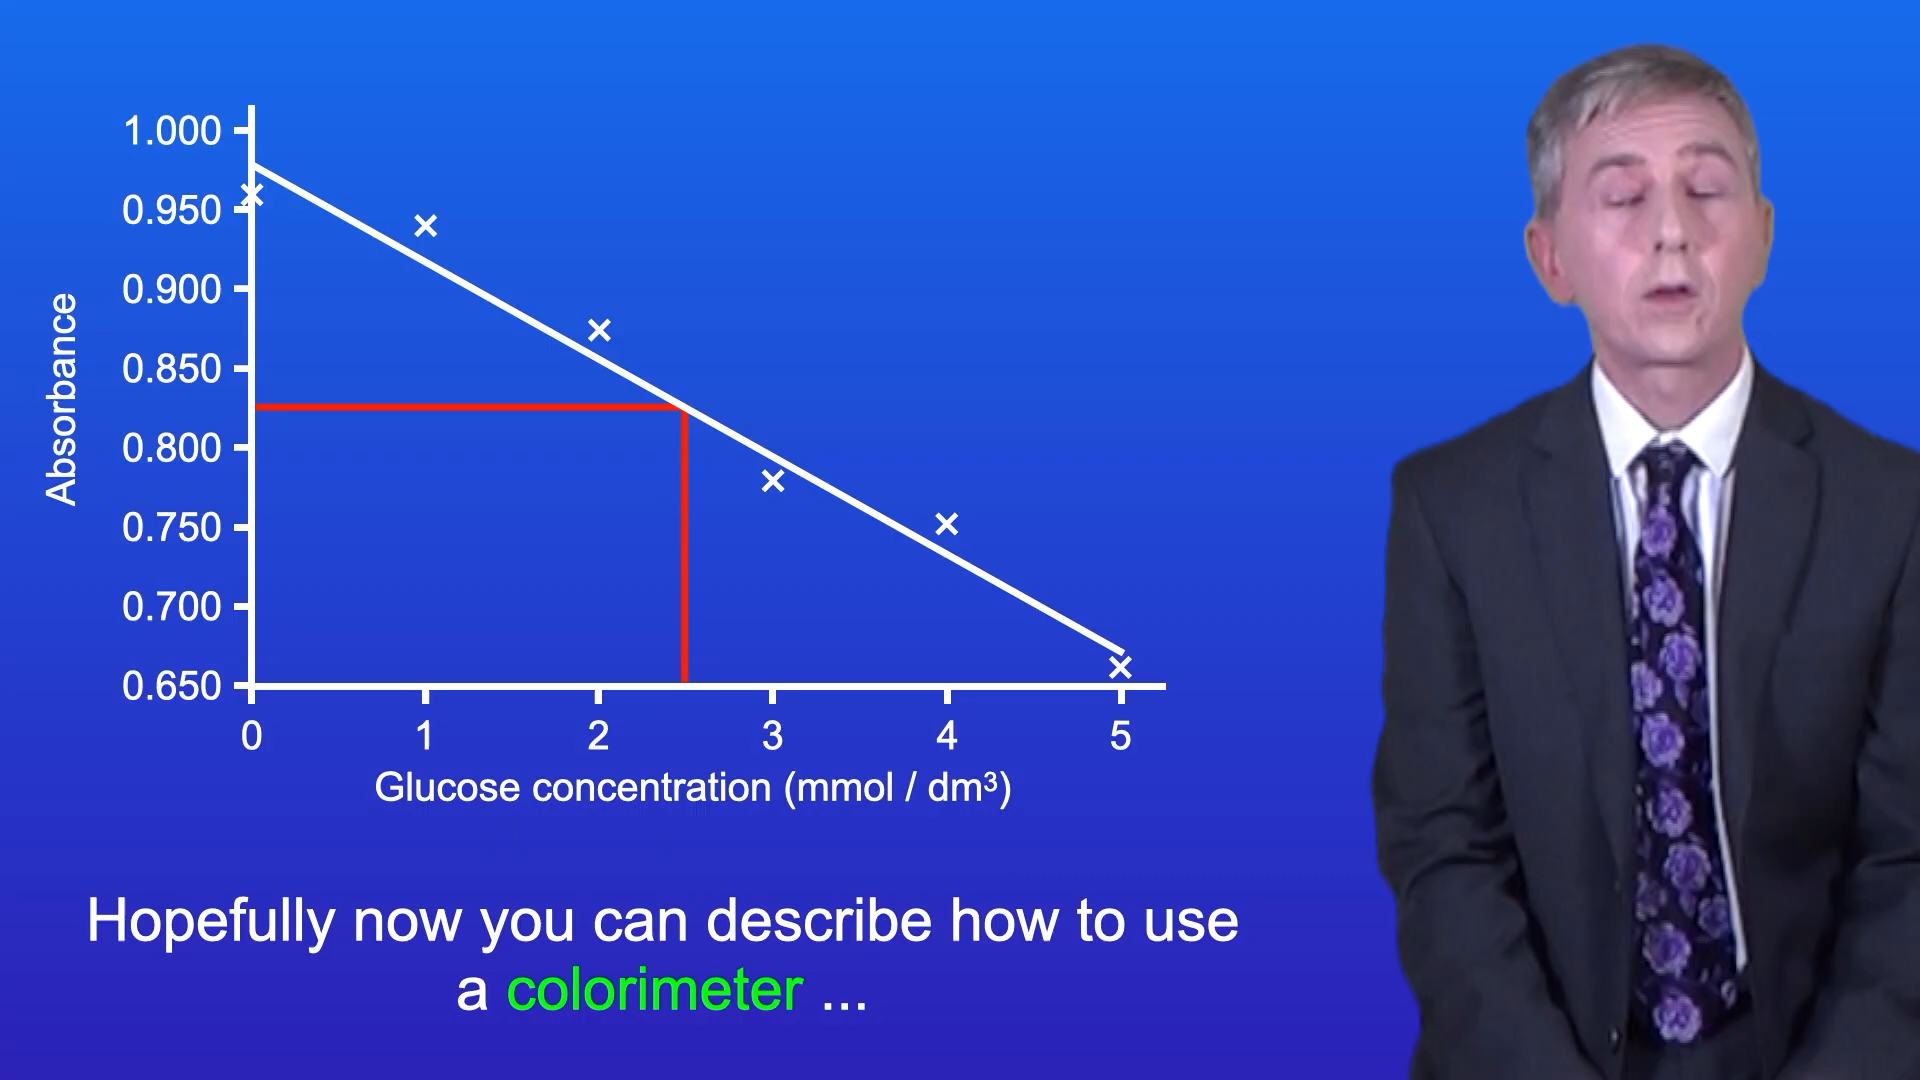 1.000
0.950
0.900
0.850
0.800
0.750
0.700
0.650
Absorbance
0 1 2 3 4 5
Glucose concentration (mmol / dm³)
Hopefully now you can describe how to use
a colorimeter ...